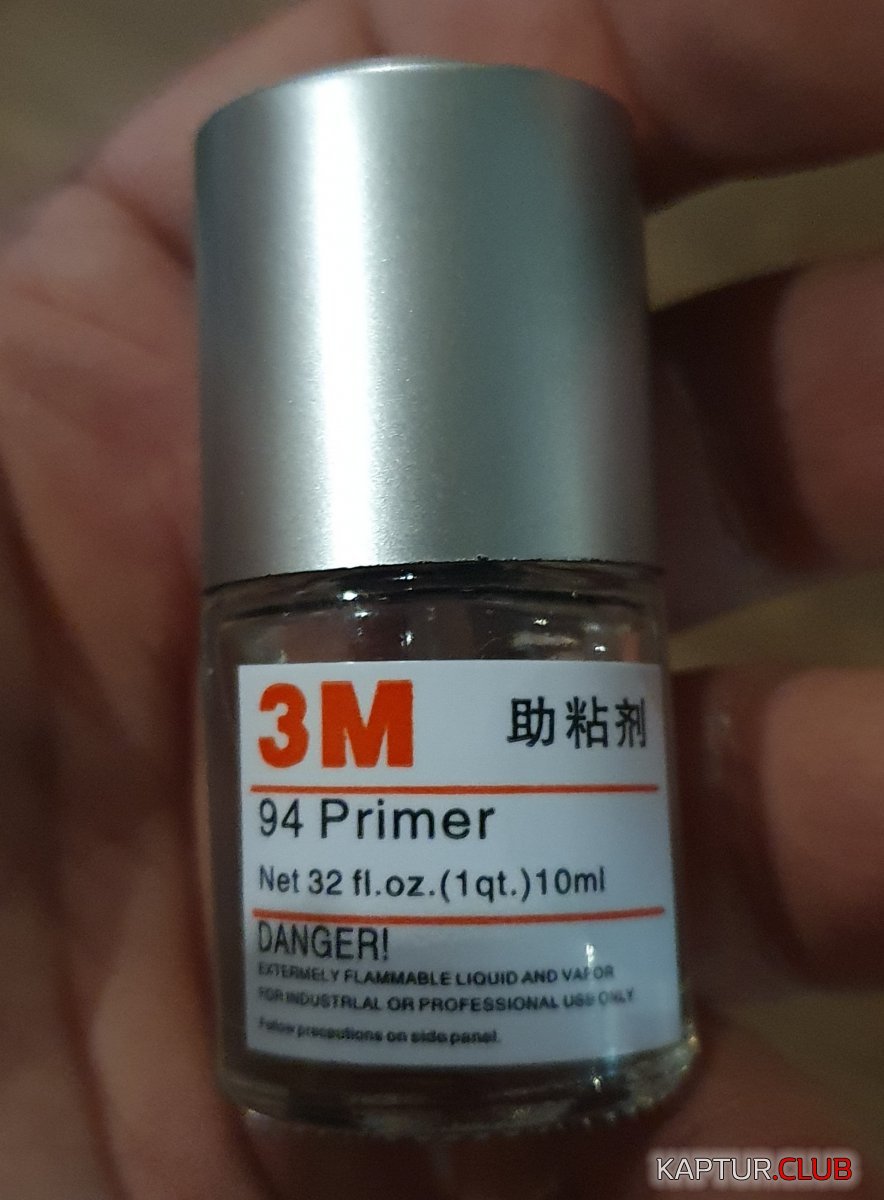 3M 助粘剂
94 Primer
Net 32 fl.oz.(1qt.)10ml
DANGER!
EXTERMELY FLAMMABLE LIQUID AND VAPOR
FOR INDUSTRLAL OR PROFESSIONAL USE ONLY
Follow precautions on side panel.
KAPTUR.CLUB